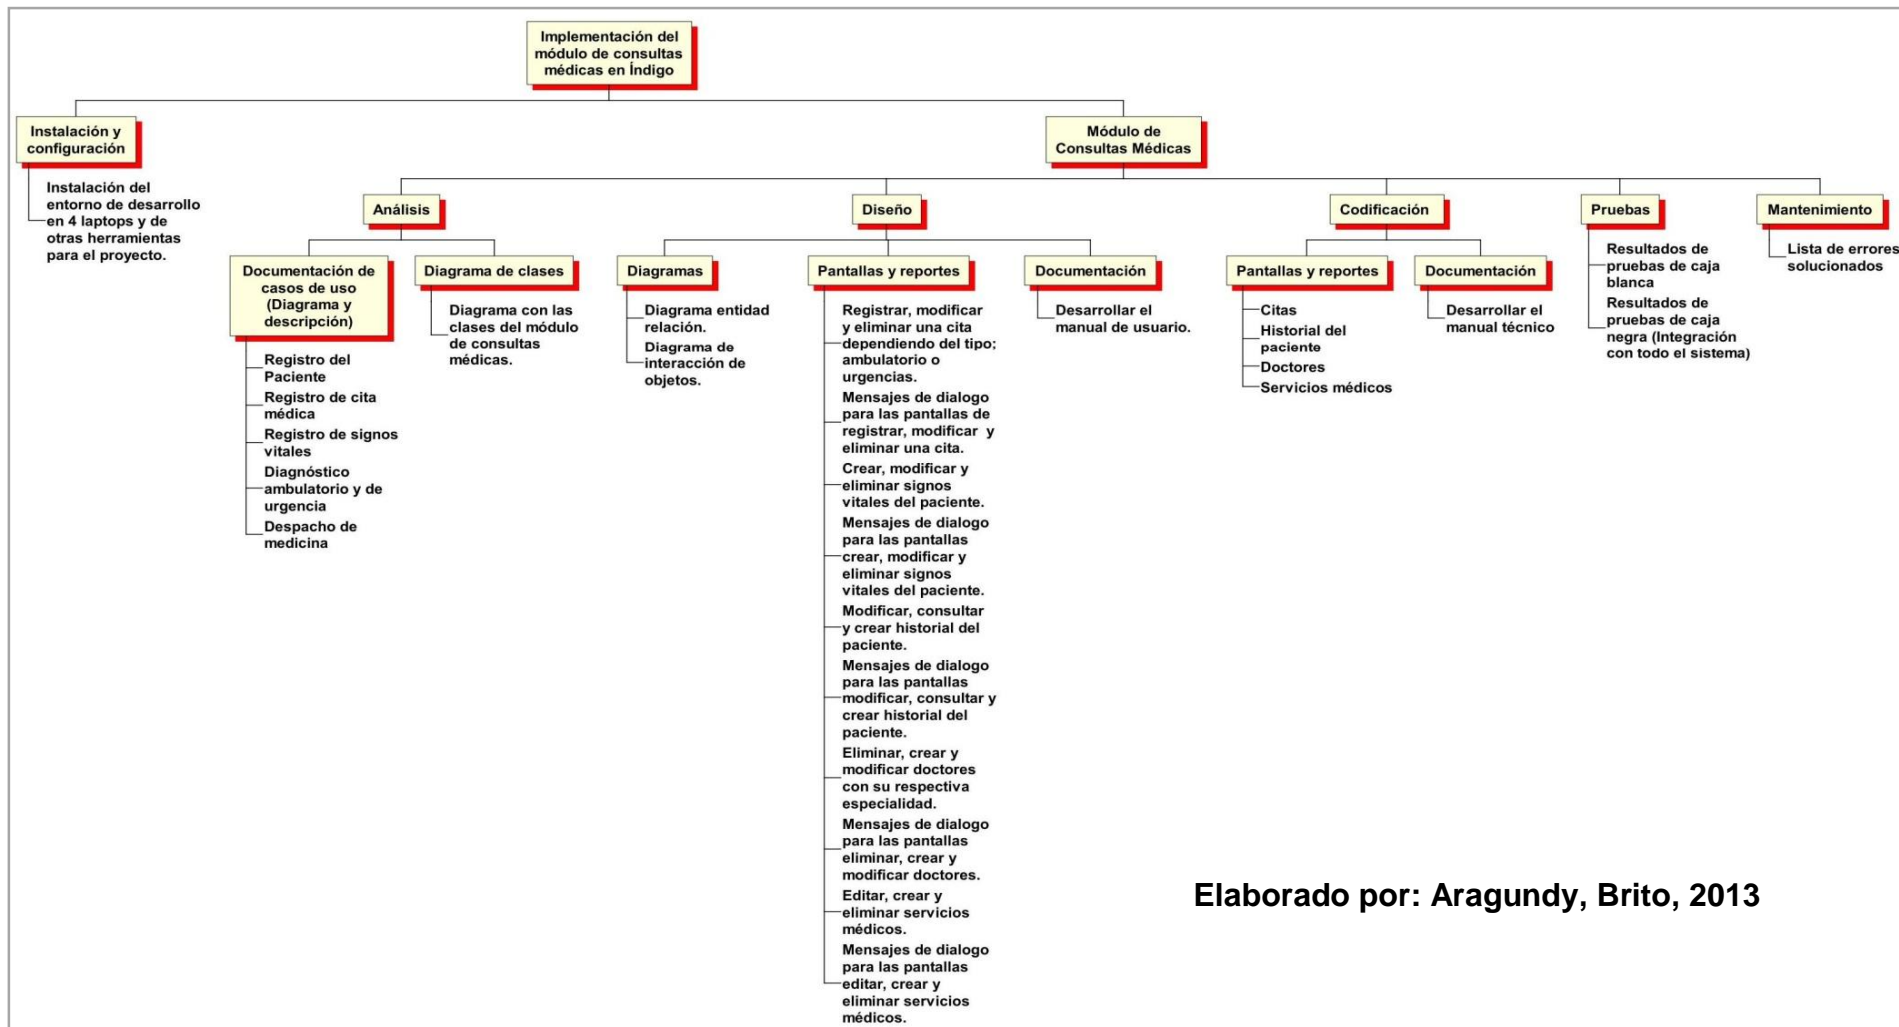 Implementación del
módulo de consultas
médicas en Índigo
Instalación y
configuración
Instalación del
entorno de desarrollo
en 4 laptops y de
otras herramientas
para el proyecto.
Módulo de
Consultas Médicas
Análisis
Documentación de
casos de uso
(Diagrama y
descripción)
Registro del
Paciente
Registro de cita
médica
Registro de signos
vitales
Diagnóstico
ambulatorio y de
urgencia
Despacho de
medicina
Diagrama de clases
Diagrama con las
clases del módulo
de consultas
médicas.
Diseño
Diagramas
Diagrama entidad
relación.
Diagrama de
interacción de
objetos.
Pantallas y reportes
Registrar, modificar
y eliminar una cita
dependiendo del tipo;
ambulatorio o
urgencias.
Mensajes de dialogo
para las pantallas de
registrar, modificar y
eliminar una cita.
Crear, modificar y
eliminar signos
vitales del paciente.
Mensajes de dialogo
para las pantallas
crear, modificar y
eliminar signos
vitales del paciente.
Modificar, consultar
y crear historial del
paciente.
Mensajes de dialogo
para las pantallas
modificar, consultar y
crear historial del
paciente.
Eliminar, crear y
modificar doctores
con su respectiva
especialidad.
Mensajes de dialogo
para las pantallas
eliminar, crear y
modificar doctores.
Editar, crear y
eliminar servicios
médicos.
Mensajes de dialogo
para las pantallas
editar, crear y
eliminar servicios
médicos.
Documentación
Desarrollar el
manual de usuario.
Codificación
Pantallas y reportes
Citas
Historial del
paciente
Doctores
Servicios médicos
Documentación
Desarrollar el
manual técnico
Pruebas
Resultados de
pruebas de caja
blanca
Resultados de
pruebas de caja
negra (Integración
con todo el sistema)
Mantenimiento
Lista de errores
solucionados
Elaborado por: Aragundy, Brito, 2013